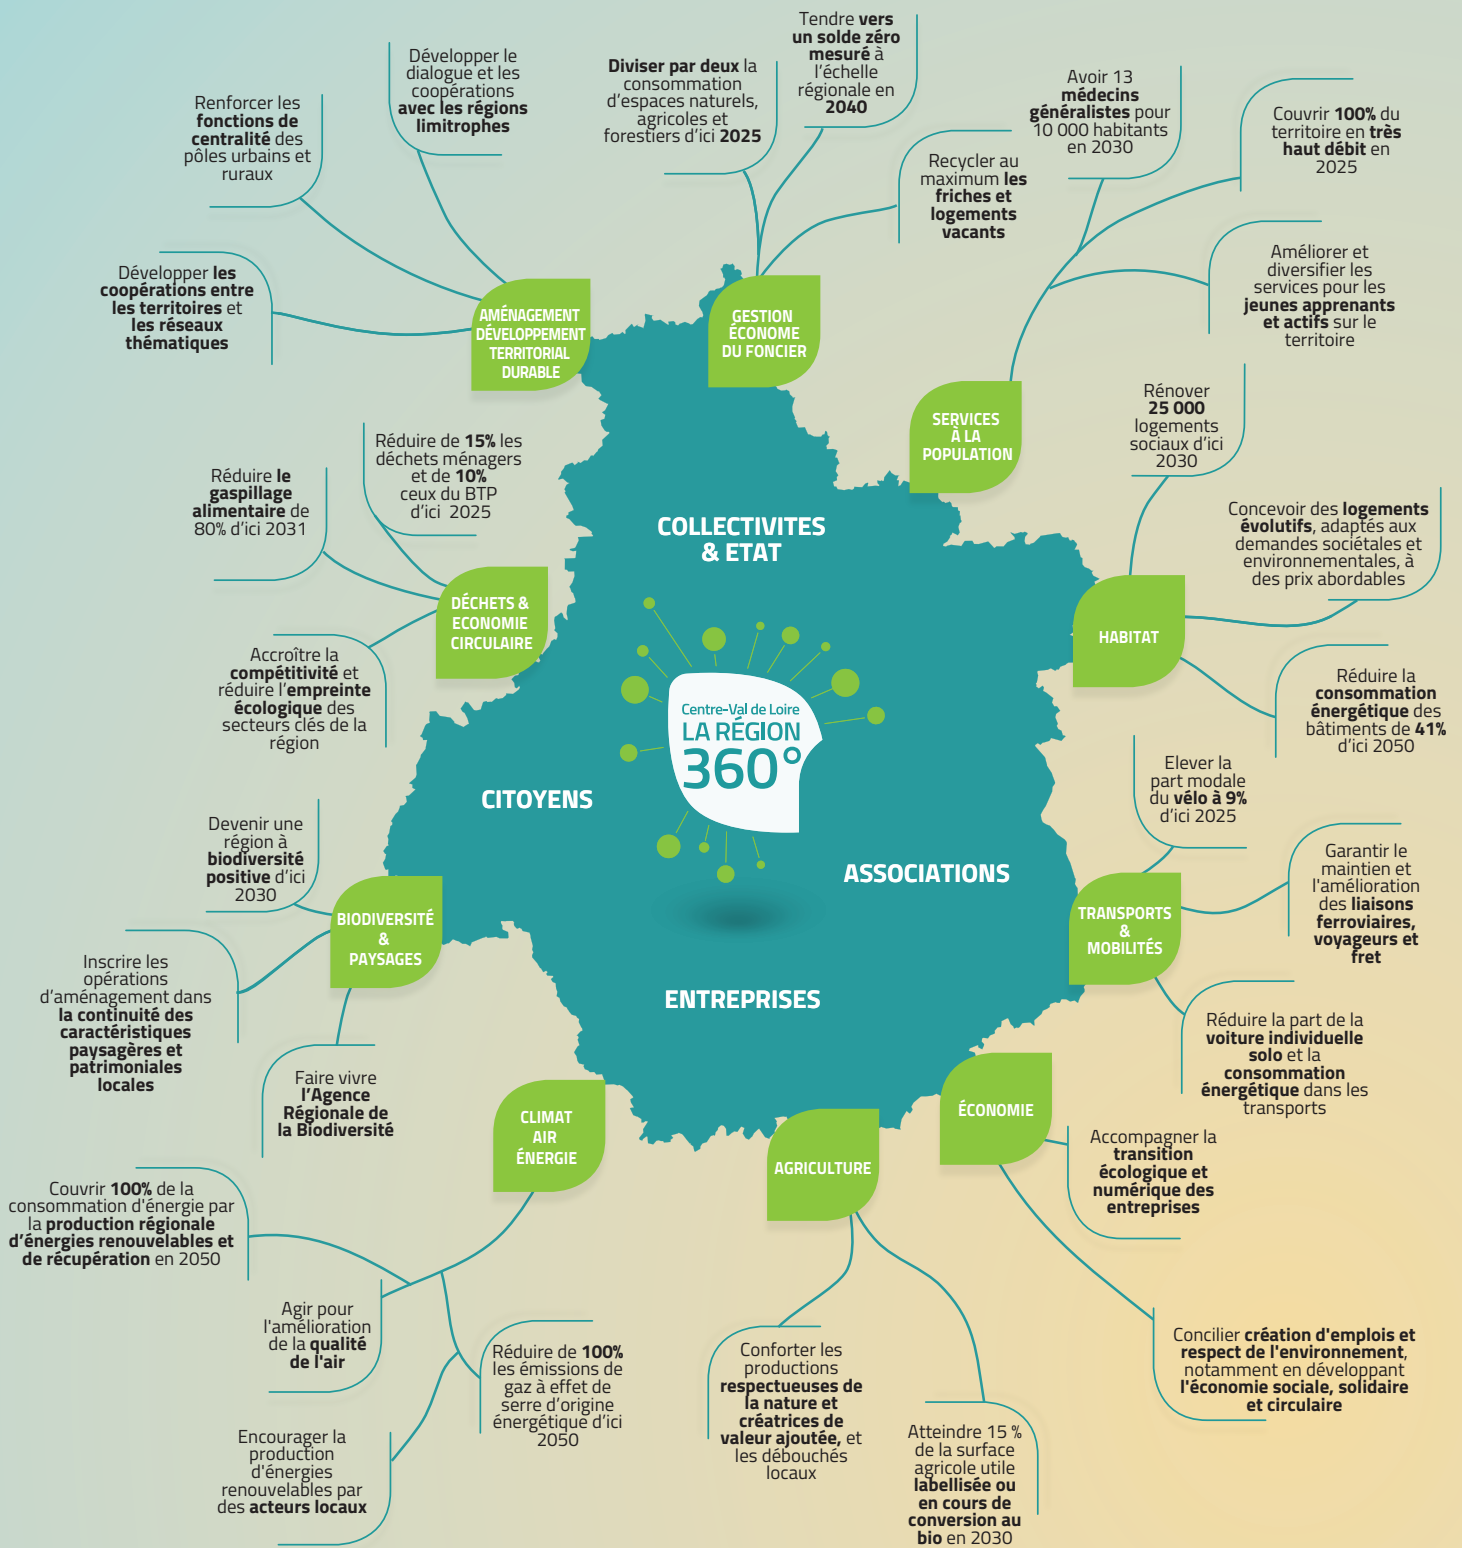 Développer le
dialogue et les
coopérations
avec les régions
limitrophes
Renforcer les
fonctions de
centralité des
pôles urbains et
ruraux
Développer les
coopérations entre
les territoires et
les réseaux
thématiques
AMÉNAGEMENT
DÉVELOPPEMENT
TERRITORIAL
DURABLE
Diviser par deux la
consommation
d'espaces naturels,
agricoles et
forestiers d'ici 2025
Tendre vers
un solde zéro
mesuré à
l'échelle
régionale en
2040
Recycler au
maximum les
friches et
logements
vacants
GESTION
ÉCONOME
DU FONCIER
Avoir 13
médecins
généralistes pour
10 000 habitants
en 2030
Couvrir 100% du
territoire en très
haut débit en
2025
Améliorer et
diversifier les
services pour les
jeunes apprenants
et actifs sur le
territoire
SERVICES
À LA
POPULATION
Rénover
25 000
logements
sociaux d'ici
2030
Concevoir des logements
évolutifs, adaptés aux
demandes sociétales et
environnementales, à
des prix abordables
HABITAT
Réduire la
consommation
énergétique des
bâtiments de 41%
d'ici 2050
Réduire de 15% les
déchets ménagers
et de 10%
ceux du BTP
d'ici 2025
Réduire le
gaspillage
alimentaire de
80% d'ici 2031
DÉCHETS &
ECONOMIE
CIRCULAIRE
Accroître la
compétitivité et
réduire l'empreinte
écologique des
secteurs clés de la
région
COLLECTIVITES
& ETAT
Centre-Val de Loire
LA RÉGION
360°
CITOYENS
ASSOCIATIONS
ENTREPRISES
Elever la
part modale
du vélo à 9%
d'ici 2025
Garantir le
maintien et
l'amélioration
des liaisons
ferroviaires,
voyageurs et
fret
TRANSPORTS
&
MOBILITÉS
Réduire la part de la
voiture individuelle
solo et la
consommation
énergétique dans les
transports
Devenir une
région à
biodiversité
positive d'ici
2030
BIODIVERSITÉ
&
PAYSAGES
Inscrire les
opérations
d'aménagement dans
la continuité des
caractéristiques
paysagères et
patrimoniales
locales
Faire vivre
l'Agence
Régionale de
la Biodiversité
CLIMAT
AIR
ÉNERGIE
Couvrir 100% de la
consommation d'énergie par
la production régionale
d'énergies renouvelables et
de récupération en 2050
Agir pour
l'amélioration
de la qualité
de l'air
Encourager la
production
d'énergies
renouvelables par
des acteurs locaux
Réduire de 100%
les émissions de
gaz à effet de
serre d'origine
énergétique d'ici
2050
AGRICULTURE
Conforter les
productions
respectueuses de
la nature et
créatrices de
valeur ajoutée, et
les débouchés
locaux
Atteindre 15 %
de la surface
agricole utile
labellisée ou
en cours de
conversion au
bio en 2030
ÉCONOMIE
Accompagner la
transition
écologique et
numérique des
entreprises
Concilier création d'emplois et
respect de l'environnement,
notamment en développant
l'économie sociale, solidaire
et circulaire